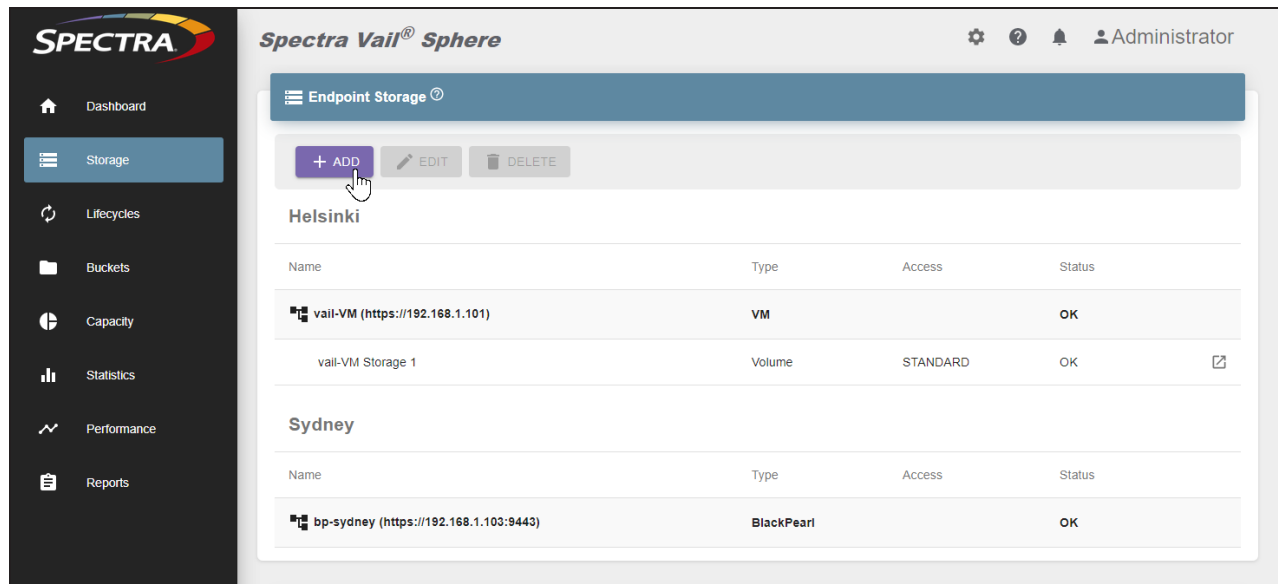 SPECTRA
Spectra Vail® Sphere
Administrator
Dashboard
Storage
Lifecycles
Buckets
Capacity
Statistics
Performance
Reports
Endpoint Storage ?
+ ADD
EDIT
DELETE
Helsinki
Name Type Access Status
vail-VM (https://192.168.1.101) VM OK
vail-VM Storage 1 Volume STANDARD OK
Sydney
Name Type Access Status
bp-sydney (https://192.168.1.103:9443) BlackPearl OK